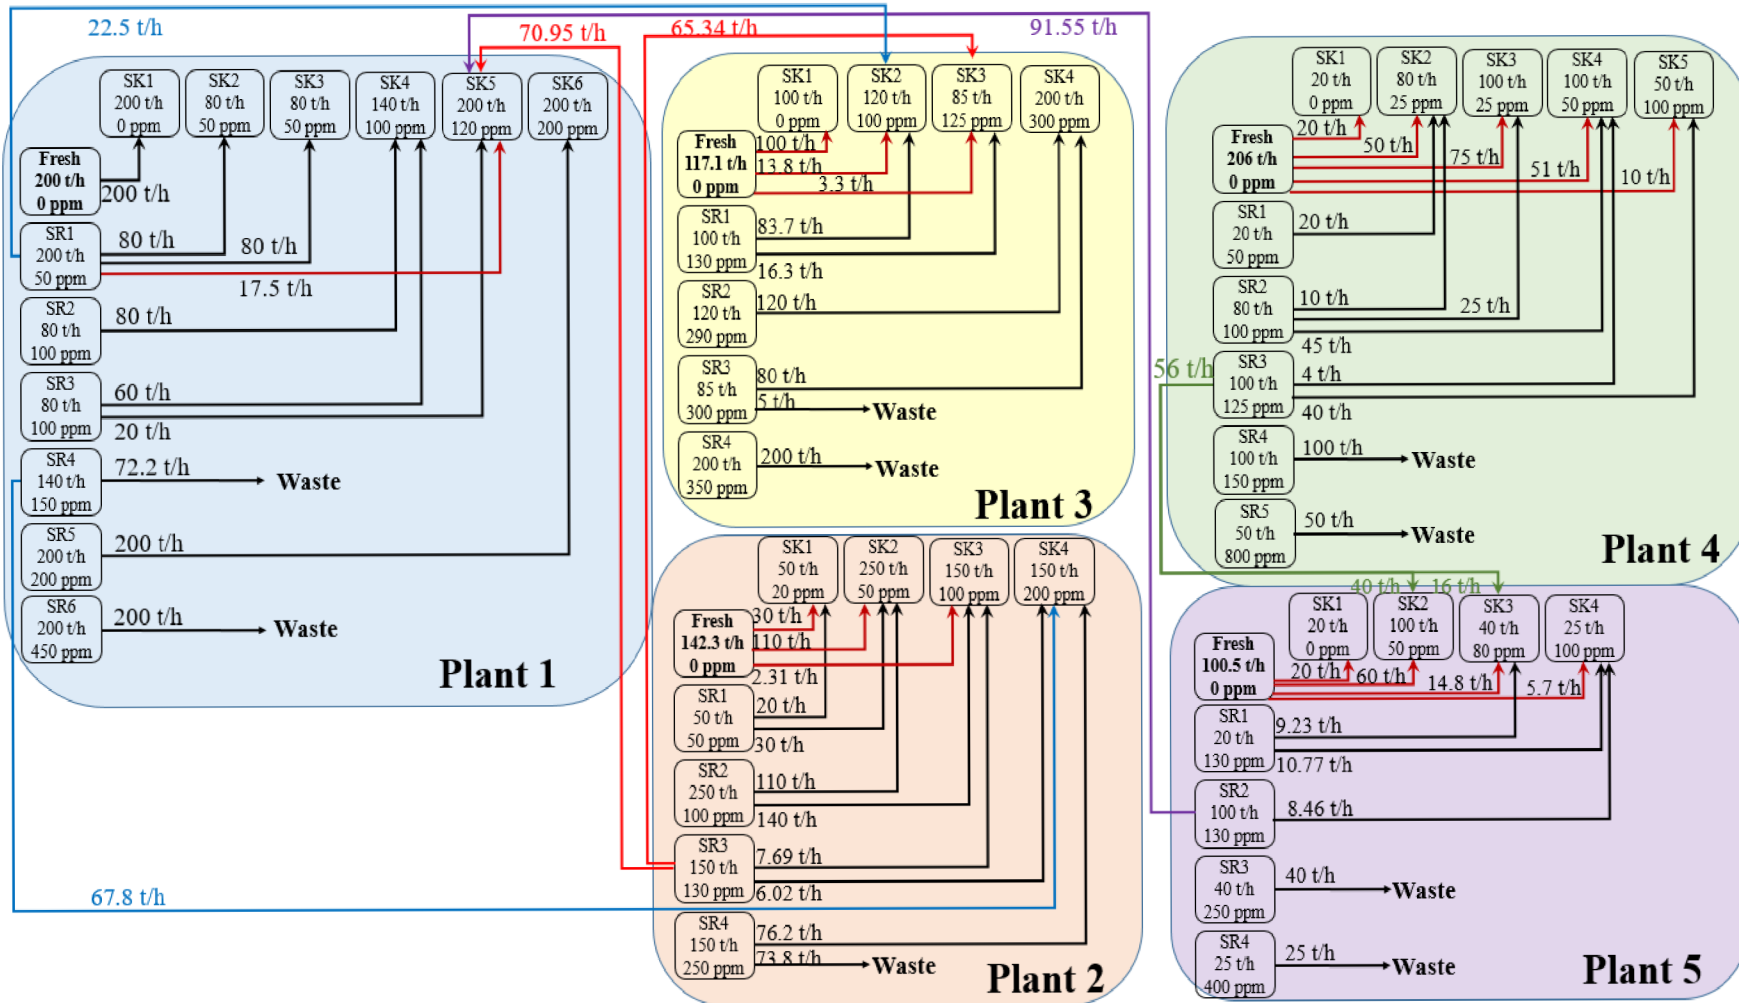 22.5 t/h
70.95 t/h
65.34 t/h
91.55 t/h
SK1
200 t/h
0 ppm
SK2
80 t/h
50 ppm
SK3
80 t/h
50 ppm
SK4
140 t/h
100 ppm
SK5
200 t/h
120 ppm
SK6
200 t/h
200 ppm
Fresh
200 t/h
0 ppm
200 t/h
SR1
200 t/h
50 ppm
80 t/h
80 t/h
17.5 t/h
SR2
80 t/h
100 ppm
80 t/h
SR3
80 t/h
100 ppm
60 t/h
20 t/h
SR4
140 t/h
150 ppm
72.2 t/h
Waste
SR5
200 t/h
200 ppm
200 t/h
SR6
200 t/h
450 ppm
200 t/h
Waste
Plant 1
67.8 t/h
SK1
100 t/h
0 ppm
SK2
120 t/h
100 ppm
SK3
85 t/h
125 ppm
SK4
200 t/h
300 ppm
Fresh
117.1 t/h
0 ppm
100 t/h
13.8 t/h
3.3 t/h
SR1
100 t/h
130 ppm
83.7 t/h
16.3 t/h
SR2
120 t/h
290 ppm
120 t/h
SR3
85 t/h
300 ppm
80 t/h
5 t/h
Waste
SR4
200 t/h
350 ppm
200 t/h
Waste
Plant 3
SK1
50 t/h
20 ppm
SK2
250 t/h
50 ppm
SK3
150 t/h
100 ppm
SK4
150 t/h
200 ppm
Fresh
142.3 t/h
0 ppm
30 t/h
110 t/h
2.31 t/h
SR1
50 t/h
50 ppm
20 t/h
30 t/h
SR2
250 t/h
100 ppm
110 t/h
140 t/h
SR3
150 t/h
130 ppm
7.69 t/h
6.02 t/h
SR4
150 t/h
250 ppm
76.2 t/h
73.8 t/h
Waste
Plant 2
SK1
20 t/h
0 ppm
SK2
80 t/h
25 ppm
SK3
100 t/h
25 ppm
SK4
100 t/h
50 ppm
SK5
50 t/h
100 ppm
Fresh
206 t/h
0 ppm
20 t/h
50 t/h
75 t/h
51 t/h
10 t/h
SR1
20 t/h
50 ppm
20 t/h
SR2
80 t/h
100 ppm
10 t/h
25 t/h
45 t/h
56 t/h
SR3
100 t/h
125 ppm
4 t/h
40 t/h
SR4
100 t/h
150 ppm
100 t/h
Waste
SR5
50 t/h
800 ppm
50 t/h
Waste
Plant 4
40 t/h
16 t/h
SK1
20 t/h
0 ppm
SK2
100 t/h
50 ppm
SK3
40 t/h
80 ppm
SK4
25 t/h
100 ppm
Fresh
100.5 t/h
0 ppm
20 t/h
60 t/h
14.8 t/h
5.7 t/h
SR1
20 t/h
130 ppm
9.23 t/h
10.77 t/h
SR2
100 t/h
130 ppm
8.46 t/h
SR3
40 t/h
250 ppm
40 t/h
Waste
SR4
25 t/h
400 ppm
25 t/h
Waste
Plant 5